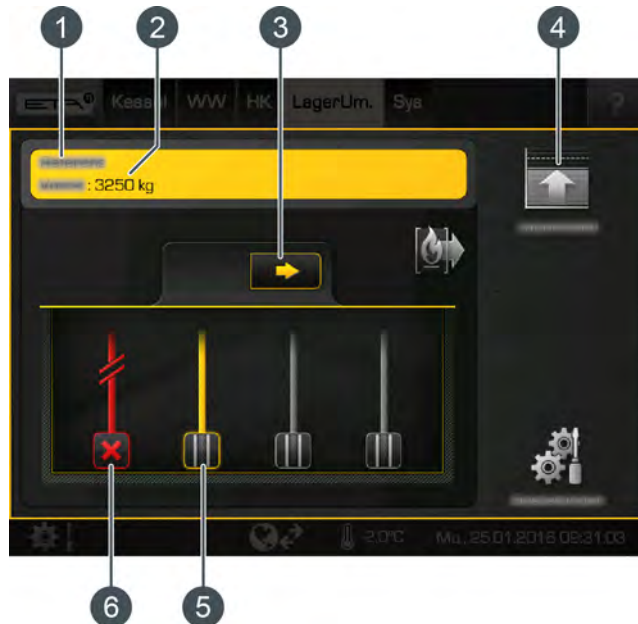 1 2 3 4
ETA Kessel WW HK LagerUm. Sys ?
: 3250 kg
-2.0°C Mo., 25.01.2016 09:31:03
6 5